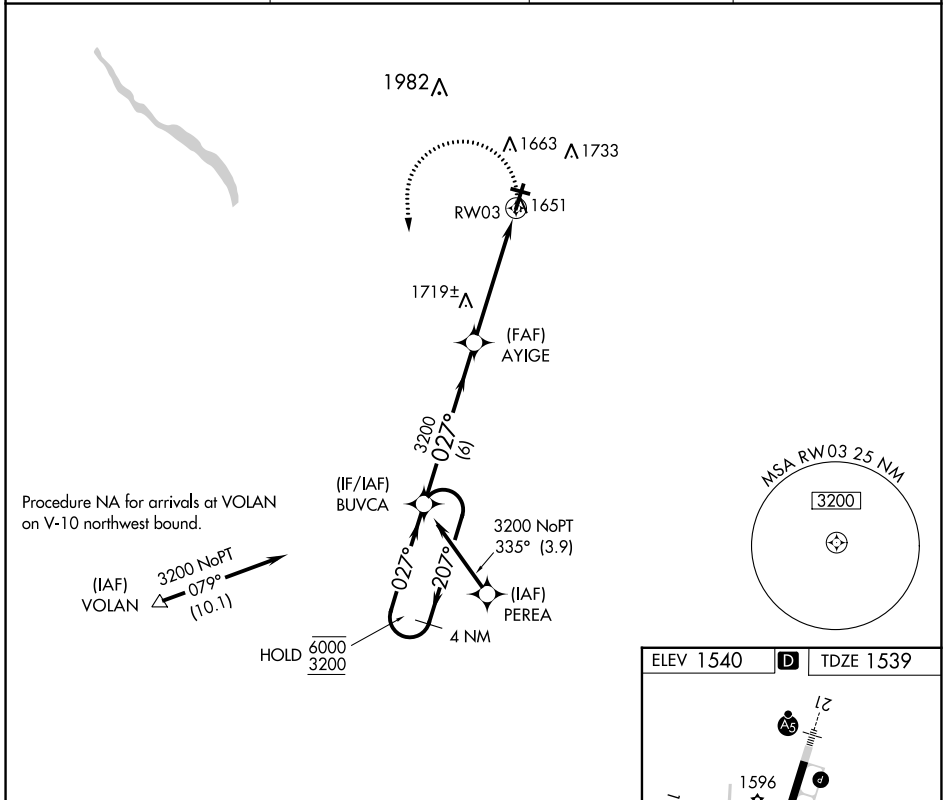 1982
1663
1733
RW03
1651
1719±
(FAF)
AYIGE
3200
027°
(6)
(IF/IAF)
BUVCA
MSA RW03 25 NM
3200
Procedure NA for arrivals at VOLAN
on V-10 northwest bound.
3200 NoPT
335° (3.9)
3200 NoPT
079°
(10.1)
(IAF)
VOLAN
027°
207°
(IAF)
PEREA
4 NM
HOLD 6000
3200
ELEV 1540 D TDZE 1539
21
A5
P
1596